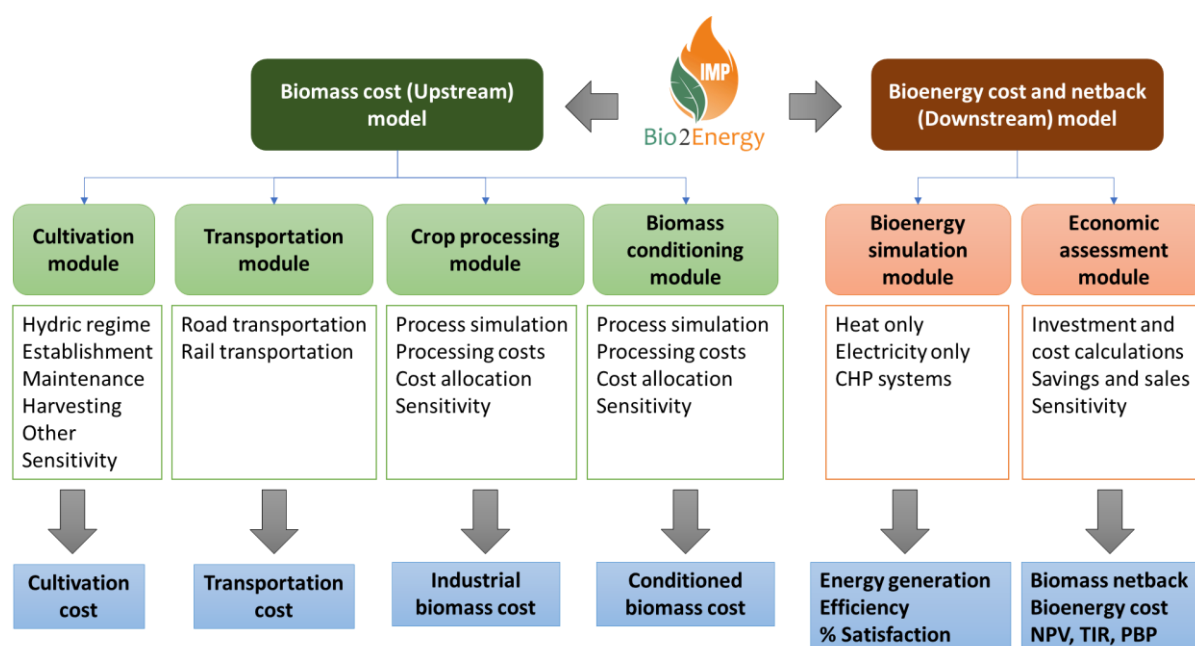 Biomass cost (Upstream)
model
IMP
Bio2Energy
Bioenergy cost and netback
(Downstream) model
Cultivation
module
Transportation
module
Crop processing
module
Biomass
conditioning
module
Bioenergy
simulation
module
Economic
assessment
module
Hydric regime
Establishment
Maintenance
Harvesting
Other
Sensitivity
Road transportation
Rail transportation
Process simulation
Processing costs
Cost allocation
Sensitivity
Process simulation
Processing costs
Cost allocation
Sensitivity
Heat only
Electricity only
CHP systems
Investment and
cost calculations
Savings and sales
Sensitivity
Cultivation
cost
Transportation
cost
Industrial
biomass cost
Conditioned
biomass cost
Energy generation
Efficiency
% Satisfaction
Biomass netback
Bioenergy cost
NPV, TIR, PBP